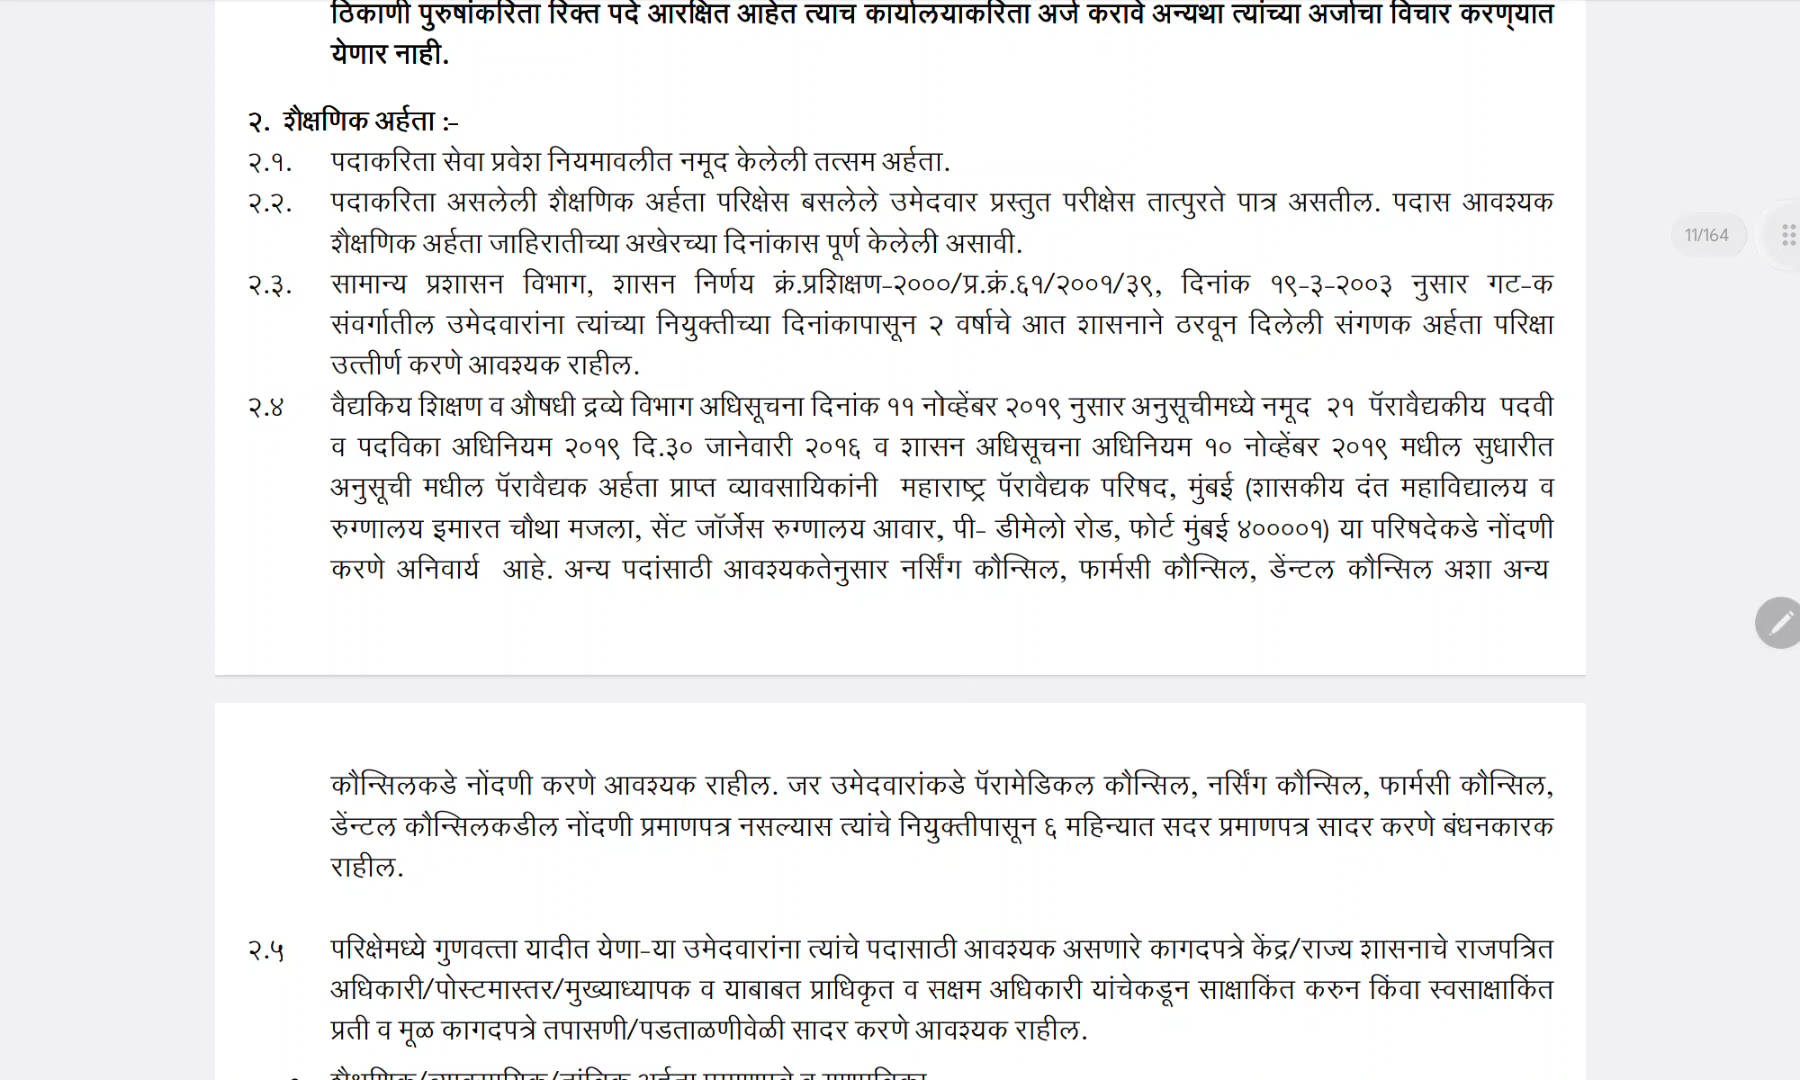 ठिकाणी पुरुषांकरिता रिक्त पदे आरक्षित आहेत त्याच कार्यालयाकरिता अर्ज करावे अन्यथा त्यांच्या अर्जाचा विचार करण्यात
येणार नाही.
२. शैक्षणिक अर्हता :-
२.१. पदाकरिता सेवा प्रवेश नियमावलीत नमूद केलेली तत्सम अर्हता.
२.२. पदाकरिता असलेली शैक्षणिक अर्हता परिक्षेस बसलेले उमेदवार प्रस्तुत परीक्षेस तात्पुरते पात्र असतील. पदास आवश्यक
शैक्षणिक अर्हता जाहिरातीच्या अखेरच्या दिनांकास पूर्ण केलेली असावी.
11/164
२.३. सामान्य प्रशासन विभाग, शासन निर्णय क्रं.प्रशिक्षण-२०००/प्र.क्रं.६१/२००१/३९, दिनांक १९-३-२००३ नुसार गट-क
संवर्गातील उमेदवारांना त्यांच्या नियुक्तीच्या दिनांकापासून २ वर्षाचे आत शासनाने ठरवून दिलेली संगणक अर्हता परिक्षा
उत्तीर्ण करणे आवश्यक राहील.
२.४ वैद्यकिय शिक्षण व औषधी द्रव्ये विभाग अधिसूचना दिनांक ११ नोव्हेंबर २०१९ नुसार अनुसूचीमध्ये नमूद २१ पॅरावैद्यकीय पदवी
व पदविका अधिनियम २०१९ दि.३० जानेवारी २०१६ व शासन अधिसूचना अधिनियम १० नोव्हेंबर २०१९ मधील सुधारीत
अनुसूची मधील पॅरावैद्यक अर्हता प्राप्त व्यावसायिकांनी महाराष्ट्र पॅरावैद्यक परिषद, मुंबई (शासकीय दंत महाविद्यालय व
रुग्णालय इमारत चौथा मजला, सेंट जॉर्जेस रुग्णालय आवार, पी- डीमेलो रोड, फोर्ट मुंबई ४००००१) या परिषदेकडे नोंदणी
करणे अनिवार्य आहे. अन्य पदांसाठी आवश्यकतेनुसार नर्सिंग कौन्सिल, फार्मसी कौन्सिल, डेंन्टल कौन्सिल अशा अन्य
कौन्सिलकडे नोंदणी करणे आवश्यक राहील. जर उमेदवारांकडे पॅरामेडिकल कौन्सिल, नर्सिंग कौन्सिल, फार्मसी कौन्सिल,
डेंन्टल कौन्सिलकडील नोंदणी प्रमाणपत्र नसल्यास त्यांचे नियुक्तीपासून ६ महिन्यात सदर प्रमाणपत्र सादर करणे बंधनकारक
राहील.
२.५ परिक्षेमध्ये गुणवत्ता यादीत येणा-या उमेदवारांना त्यांचे पदासाठी आवश्यक असणारे कागदपत्रे केंद्र/राज्य शासनाचे राजपत्रित
अधिकारी/पोस्टमास्तर/मुख्याध्यापक व याबाबत प्राधिकृत व सक्षम अधिकारी यांचेकडून साक्षाकिंत करुन किंवा स्वसाक्षाकिंत
प्रती व मूळ कागदपत्रे तपासणी/पडताळणीवेळी सादर करणे आवश्यक राहील.